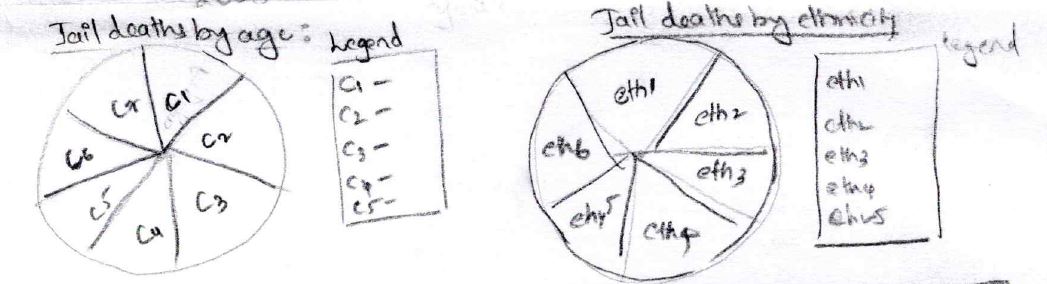 Jail deaths by age:
Legend
C1 -
C2 -
C3 -
C4 -
C5 -
C1
C2
C3
C4
C5
C6
Jail deaths by ethnicity
legend
eth1
eth2
eth3
eth4
eth5
eth1
eth2
eth3
eth4
eth5
eth6